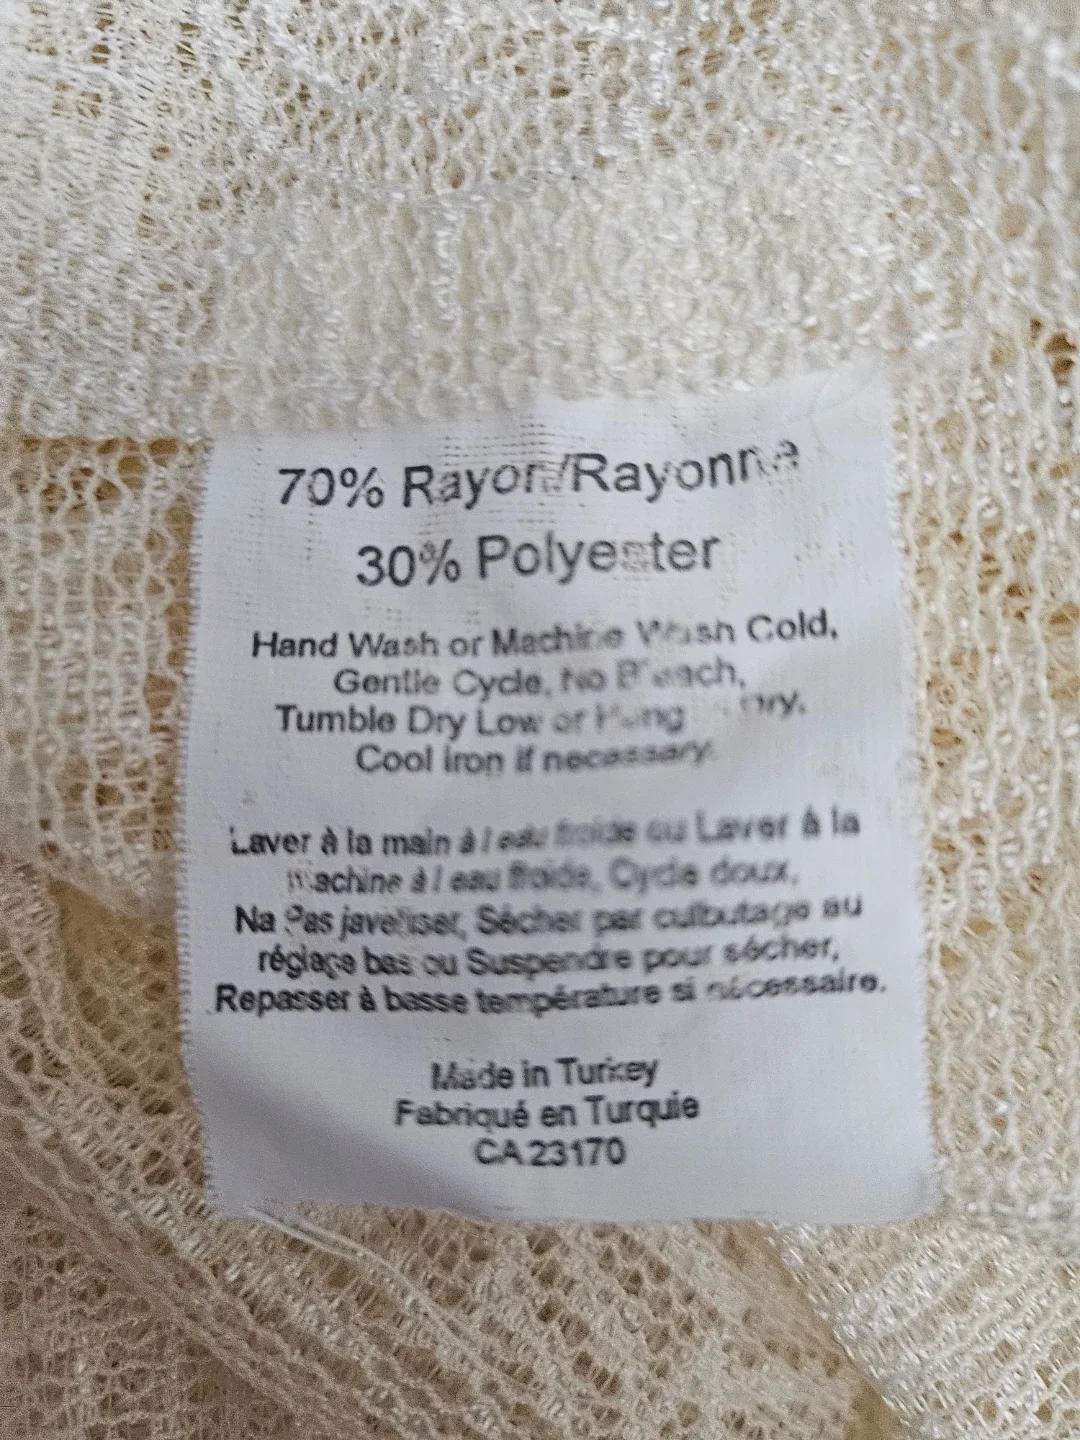 70% Rayon/Rayonne
30% Polyester
Hand Wash or Machine Wash Cold,
Gentle Cycle, No Bleach,
Tumble Dry Low or Hang Dry,
Cool iron if necessary.
Laver à la main à l eau froide ou Laver à la
machine à l eau froide, Cycle doux,
Na Pas javeliser, Sécher par culbutage au
réglage bas ou Suspendre pour sécher,
Repasser à basse température si nécessaire.
Made in Turkey
Fabriqué en Turquie
CA 23170